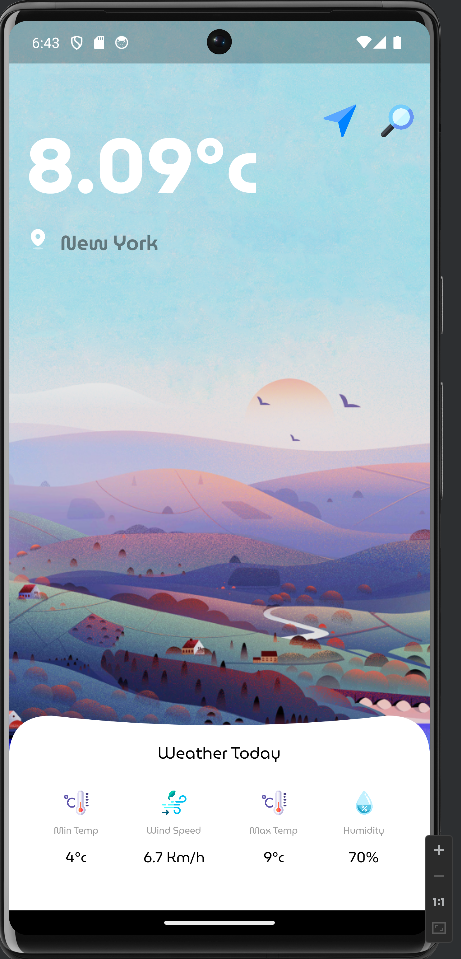 6:43
8.09°c
New York
Weather Today
°C °C
Min Temp Wind Speed Max Temp Humidity
4°c 6.7 Km/h 9°c 70%
1:1